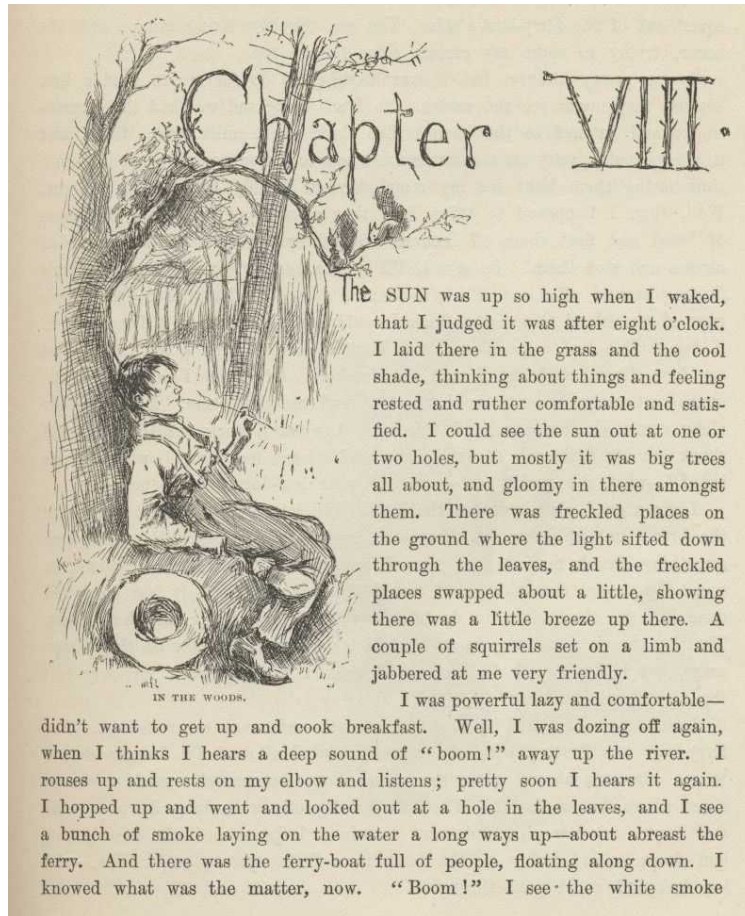 Chapter VIII.
The SUN was up so high when I waked,
that I judged it was after eight o'clock.
I laid there in the grass and the cool
shade, thinking about things and feeling
rested and ruther comfortable and satis-
fied. I could see the sun out at one or
two holes, but mostly it was big trees
all about, and gloomy in there amongst
them. There was freckled places on
the ground where the light sifted down
through the leaves, and the freckled
places swapped about a little, showing
there was a little breeze up there. A
couple of squirrels set on a limb and
jabbered at me very friendly.
IN THE WOODS.
I was powerful lazy and comfortable—
didn't want to get up and cook breakfast. Well, I was dozing off again,
when I thinks I hears a deep sound of “boom!” away up the river. I
rouses up and rests on my elbow and listens; pretty soon I hears it again.
I hopped up and went and looked out at a hole in the leaves, and I see
a bunch of smoke laying on the water a long ways up—about abreast the
ferry. And there was the ferry-boat full of people, floating along down. I
knowed what was the matter, now. “Boom!” I see the white smoke